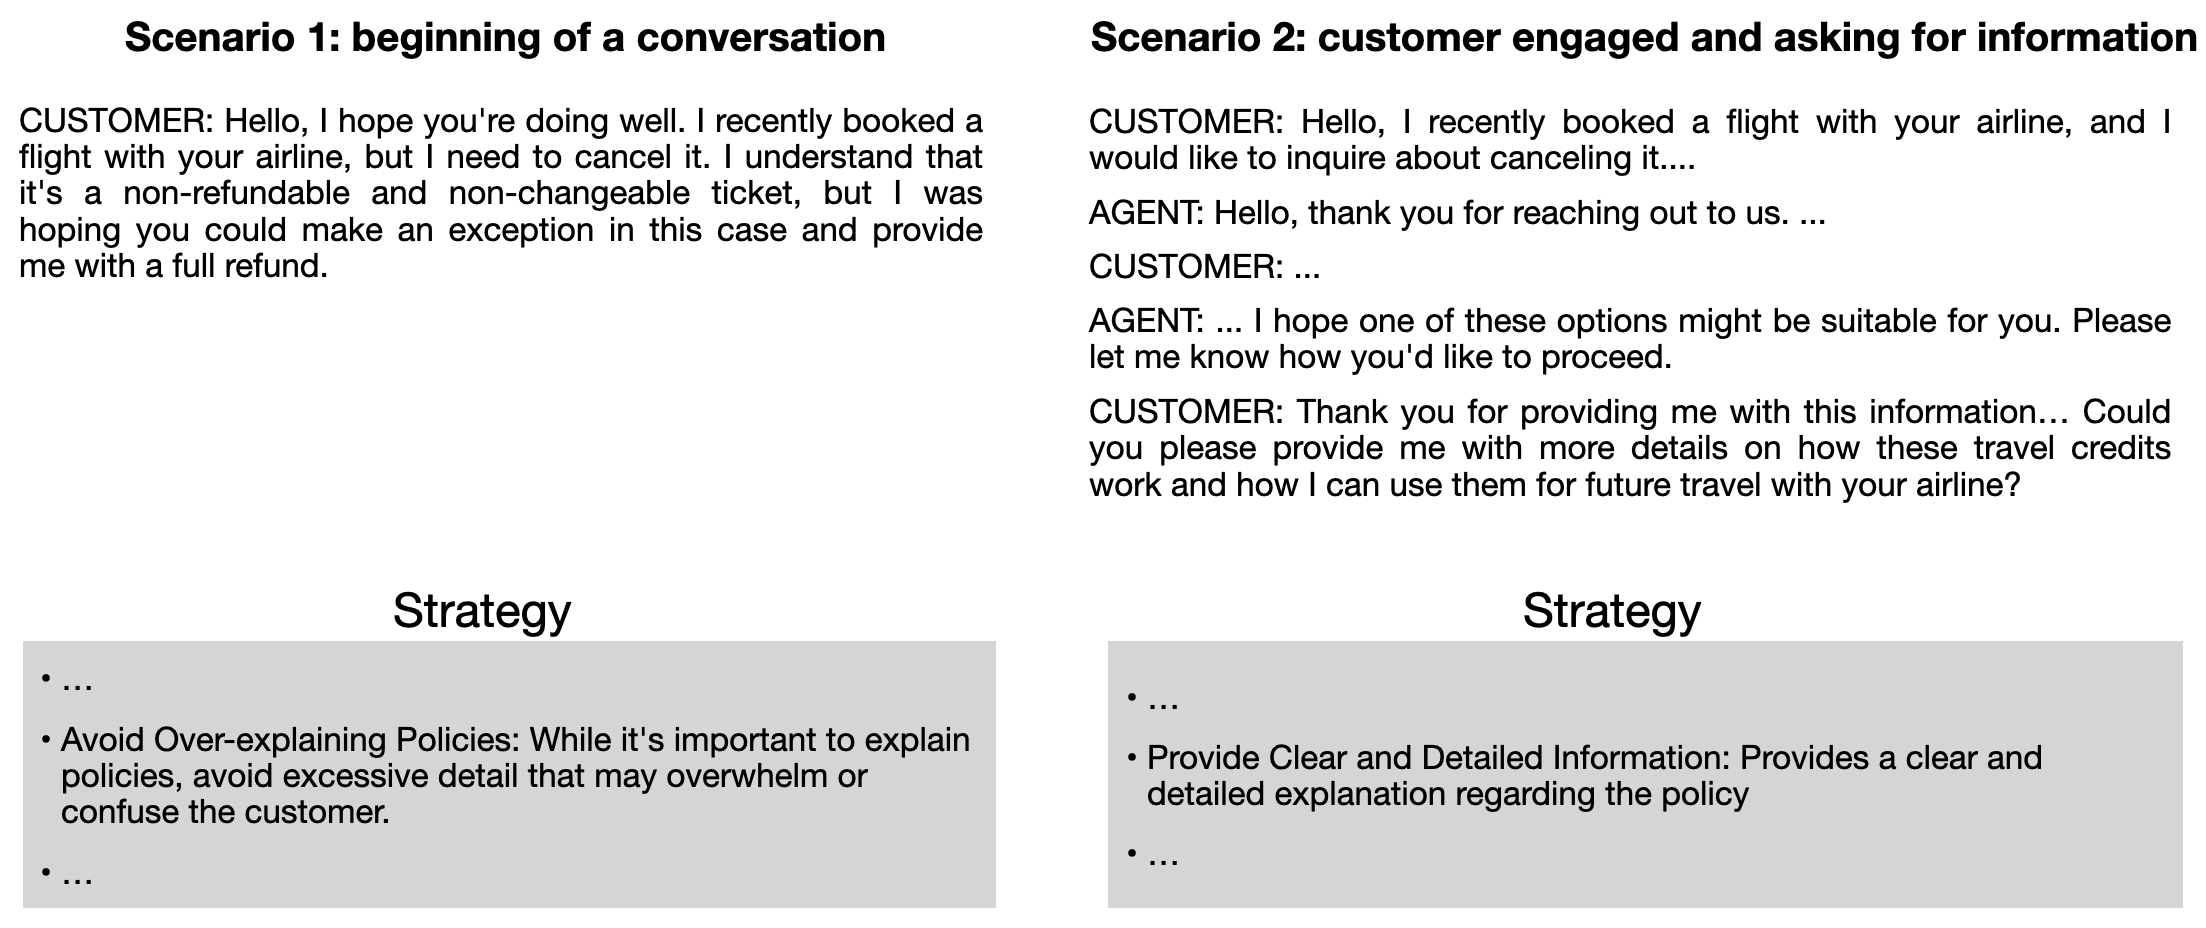 Scenario 1: beginning of a conversation
CUSTOMER: Hello, I hope you're doing well. I recently booked a
flight with your airline, but I need to cancel it. I understand that
it's a non-refundable and non-changeable ticket, but I was
hoping you could make an exception in this case and provide
me with a full refund.
Strategy
• ...
• Avoid Over-explaining Policies: While it's important to explain
policies, avoid excessive detail that may overwhelm or
confuse the customer.
• ...
Scenario 2: customer engaged and asking for information
CUSTOMER: Hello, I recently booked a flight with your airline, and I
would like to inquire about canceling it....
AGENT: Hello, thank you for reaching out to us. ...
CUSTOMER: ...
AGENT: ... I hope one of these options might be suitable for you. Please
let me know how you'd like to proceed.
CUSTOMER: Thank you for providing me with this information… Could
you please provide me with more details on how these travel credits
work and how I can use them for future travel with your airline?
Strategy
• ...
• Provide Clear and Detailed Information: Provides a clear and
detailed explanation regarding the policy
• ...